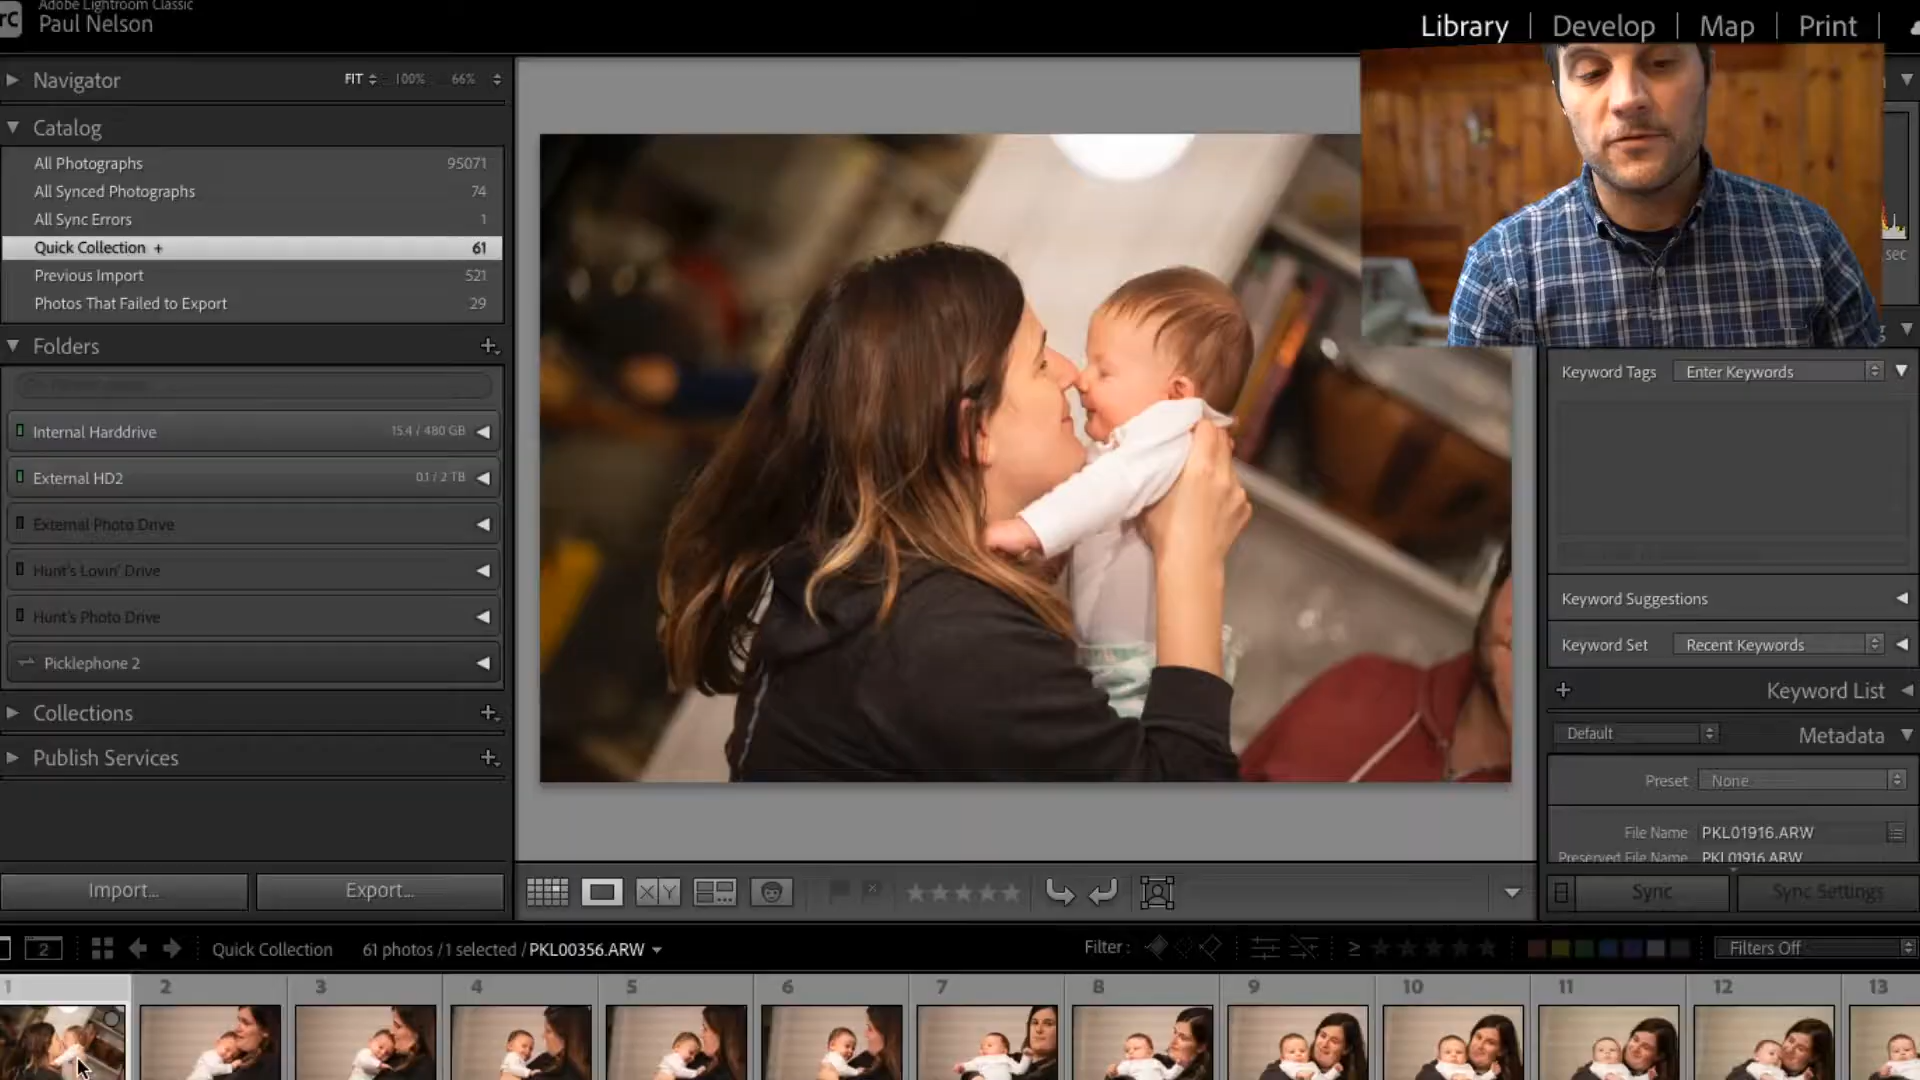 Adobe Lightroom Classic
rC
Paul Nelson
Library | Develop | Map | Print |
Navigator FIT 100% 66%
Catalog
All Photographs 95071
All Synced Photographs 74
All Sync Errors 1
Quick Collection + 61
Previous Import 521
Photos That Failed to Export 29
Folders
Internal Harddrive 15.4 / 480 GB
External HD2 0.1 / 2 TB
External Photo Drive
Hunt's Lovin' Drive
Hunt's Photo Drive
Picklephone 2
Collections
Publish Services
Import... Export...
sec
Keyword Tags Enter Keywords
Keyword Suggestions
Keyword Set Recent Keywords
Keyword List
Default Metadata
Preset None
File Name PKL01916.ARW
Preserved File Name PKL01916.ARW
XY
Sync Sync Settings
2 Quick Collection 61 photos / 1 selected / PKL00356.ARW Filter: ≥ Filters Off
1 2 3 4 5 6 7 8 9 10 11 12 13